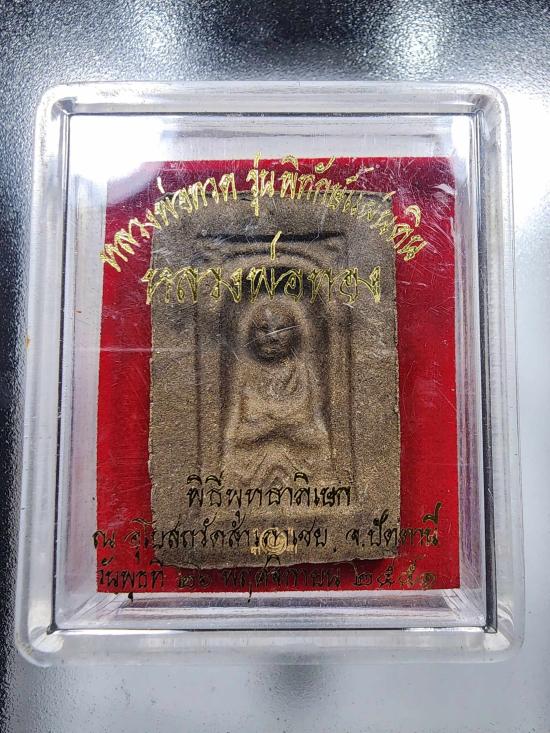 หลวงพ่อทวด รุ่น พิทักษ์แผ่นดิน
หลวงพ่อทอง
พิธีพุทธาภิเษก
ณ อุโบสถวัดสำเภาเชย จ.ปัตตานี
วันพุธที่ ๒๖ พฤศจิกายน ๒๕๕๑